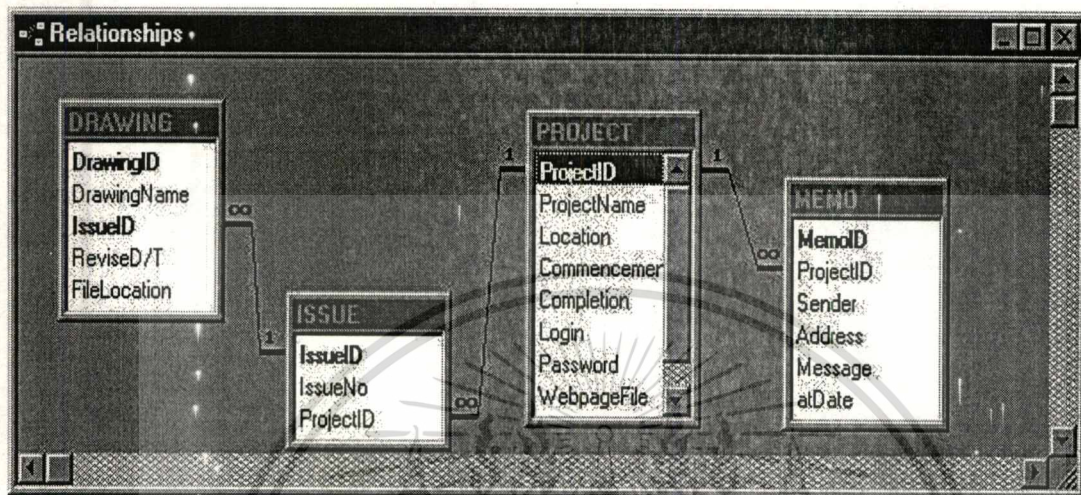 Relationships
DRAWING
DrawingID
DrawingName
IssueID
ReviseD/T
FileLocation
∞
1
ISSUE
IssueID
IssueNo
ProjectID
∞
1
PROJECT
ProjectID
ProjectName
Location
Commencemer
Completion
Login
Password
WebpageFile
1
∞
MEMO
MemoID
ProjectID
Sender
Address
Message
atDate